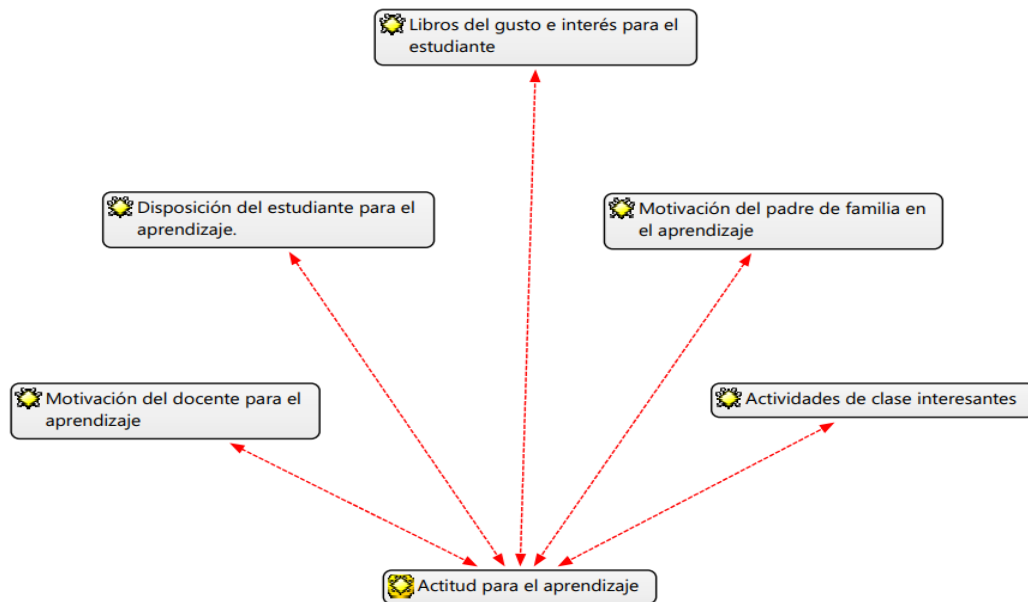 Libros del gusto e interés para el
estudiante
Disposición del estudiante para el
aprendizaje.
Motivación del padre de familia en
el aprendizaje
Motivación del docente para el
aprendizaje
Actividades de clase interesantes
Actitud para el aprendizaje